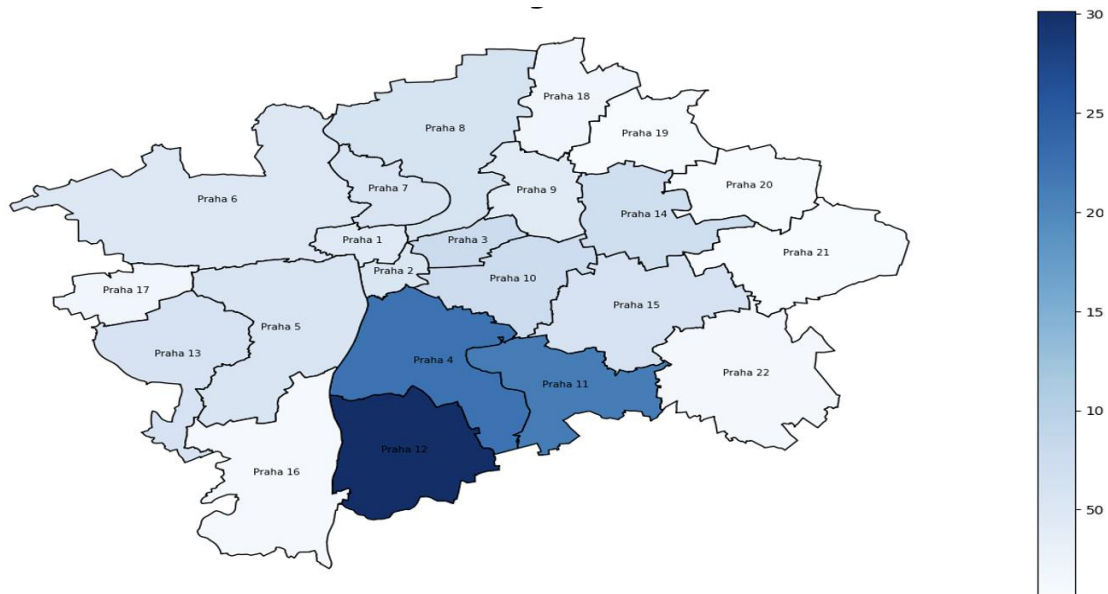 30
Praha 18
25
Praha 8
Praha 19
Praha 7
Praha 9
Praha 20
Praha 6
Praha 14
20
Praha 1
Praha 3
Praha 21
Praha 2
Praha 10
Praha 17
Praha 15
15
Praha 5
Praha 13
Praha 4
Praha 22
Praha 11
10
Praha 12
Praha 16
50